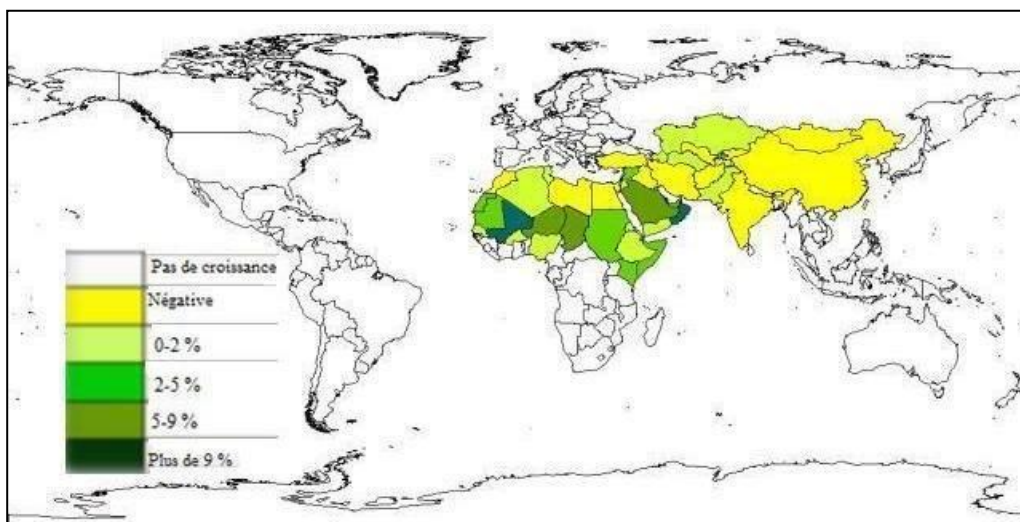 Pas de croissance
Négative
0-2 %
2-5 %
5-9 %
Plus de 9 %